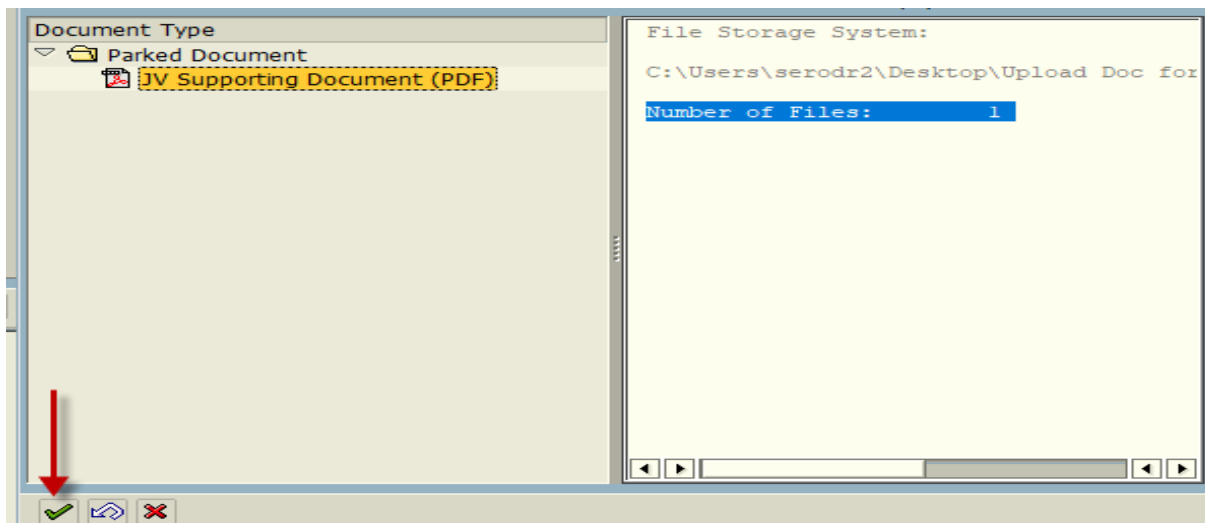 Document Type
Parked Document
JV Supporting Document (PDF)
File Storage System:
C:\Users\serodr2\Desktop\Upload Doc for
Number of Files: 1